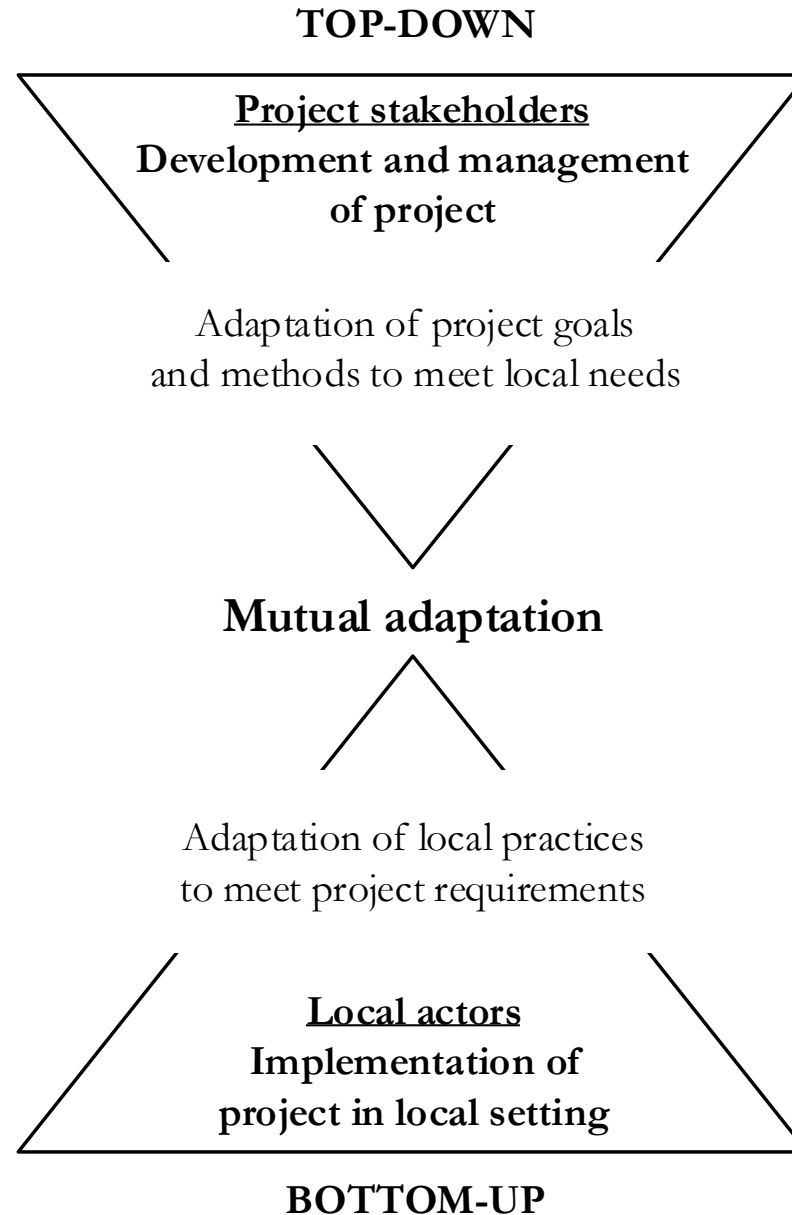 TOP-DOWN
Project stakeholders
Development and management
of project
Adaptation of project goals
and methods to meet local needs
Mutual adaptation
Adaptation of local practices
to meet project requirements
Local actors
Implementation of
project in local setting
BOTTOM-UP